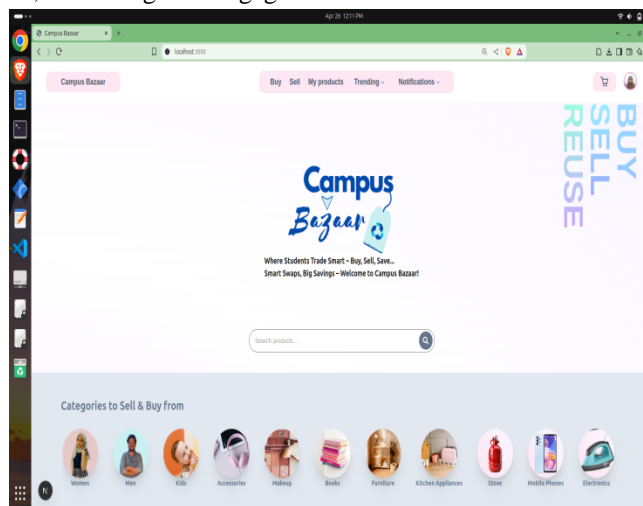 Apr 26 12:11 PM
Campus Bazaar
localhost:3000
Campus Bazaar
Buy Sell My products Trending Notifications
BUY
SELL
REUSE
Campus
Bazaar
Where Students Trade Smart – Buy, Sell, Save...
Smart Swaps, Big Savings – Welcome to Campus Bazaar!
Search products...
Categories to Sell & Buy from
Women Men Kids Accessories Makeup Books Furniture Kitchen Appliances Stove Mobile Phones Electronics
N